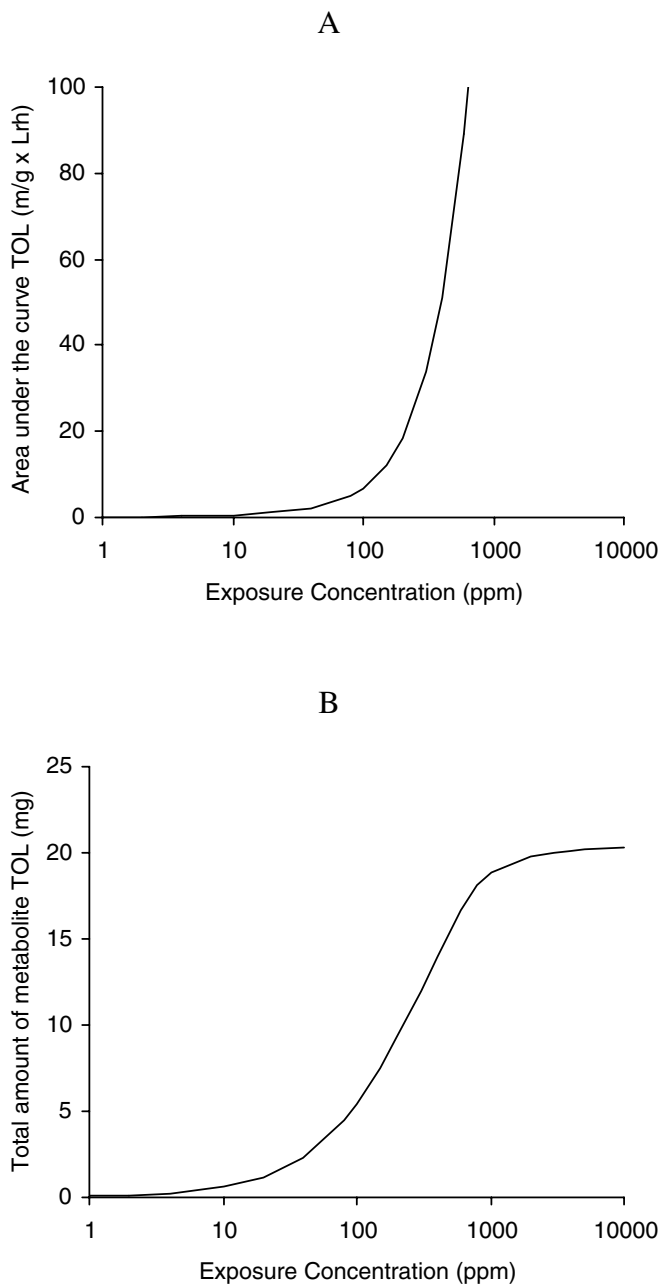 A
Area under the curve TOL (m/g x Lrh)
100
80
60
40
20
0
1 10 100 1000 10000
Exposure Concentration (ppm)
B
Total amount of metabolite TOL (mg)
25
20
15
10
5
0
1 10 100 1000 10000
Exposure Concentration (ppm)